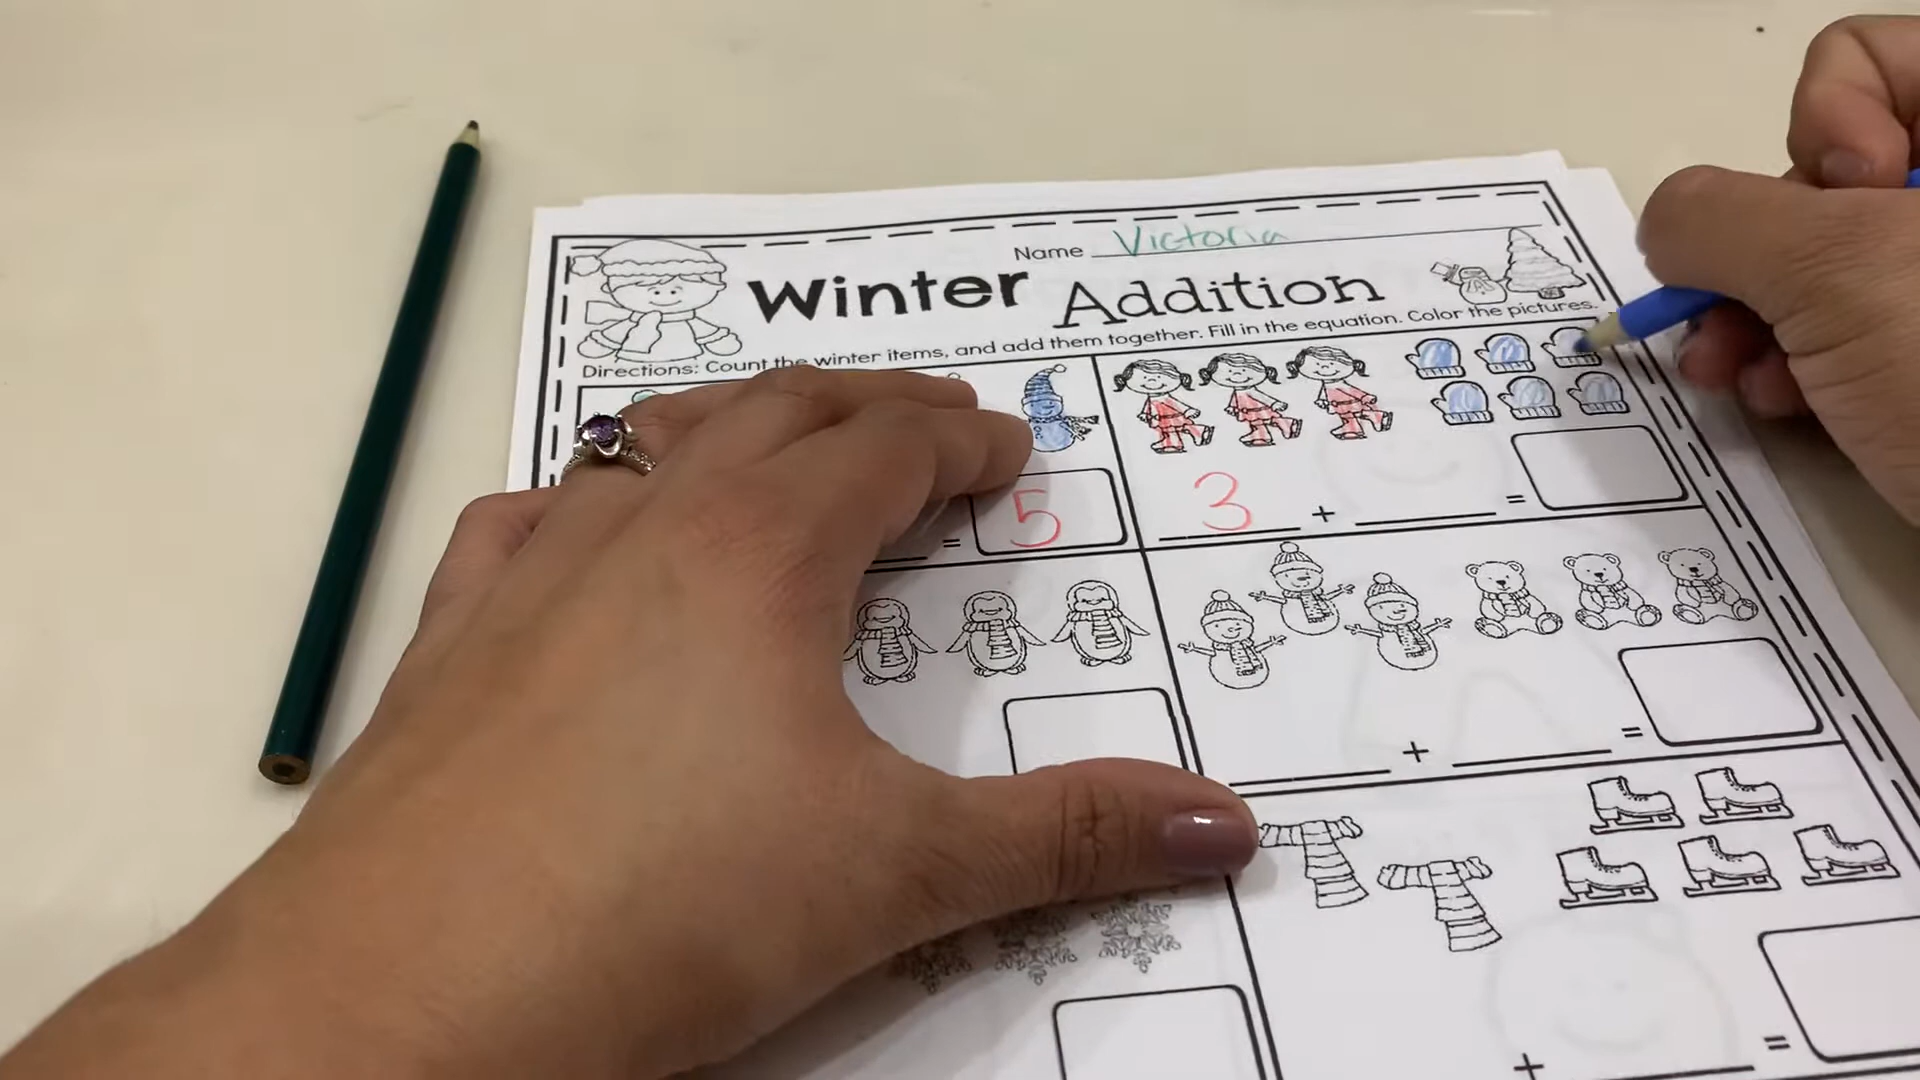 Name Victoria
Winter Addition
Directions: Count the winter items, and add them together. Fill in the equation. Color the pictures.
= 5
3 + =
+ =
+ =